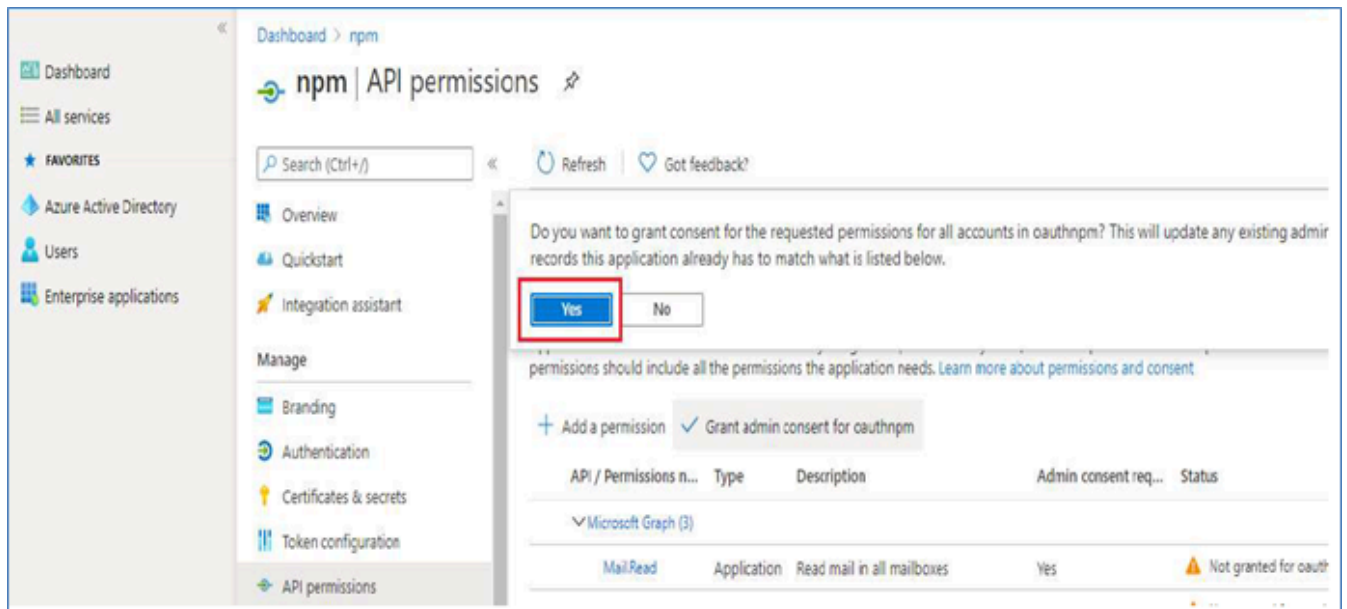 Dashboard > npm
npm | API permissions
Dashboard
All services
FAVORITES
Azure Active Directory
Users
Enterprise applications
Search (Ctrl+/)
Overview
Quickstart
Integration assistant
Manage
Branding
Authentication
Certificates & secrets
Token configuration
API permissions
Refresh
Got feedback?
Do you want to grant consent for the requested permissions for all accounts in oauthnpm? This will update any existing admin
records this application already has to match what is listed below.
Yes
No
permissions should include all the permissions the application needs. Learn more about permissions and consent
Add a permission
Grant admin consent for oauthnpm
API / Permissions n... Type Description Admin consent req... Status
Microsoft Graph (3)
Mail.Read Application Read mail in all mailboxes Yes Not granted for oauth